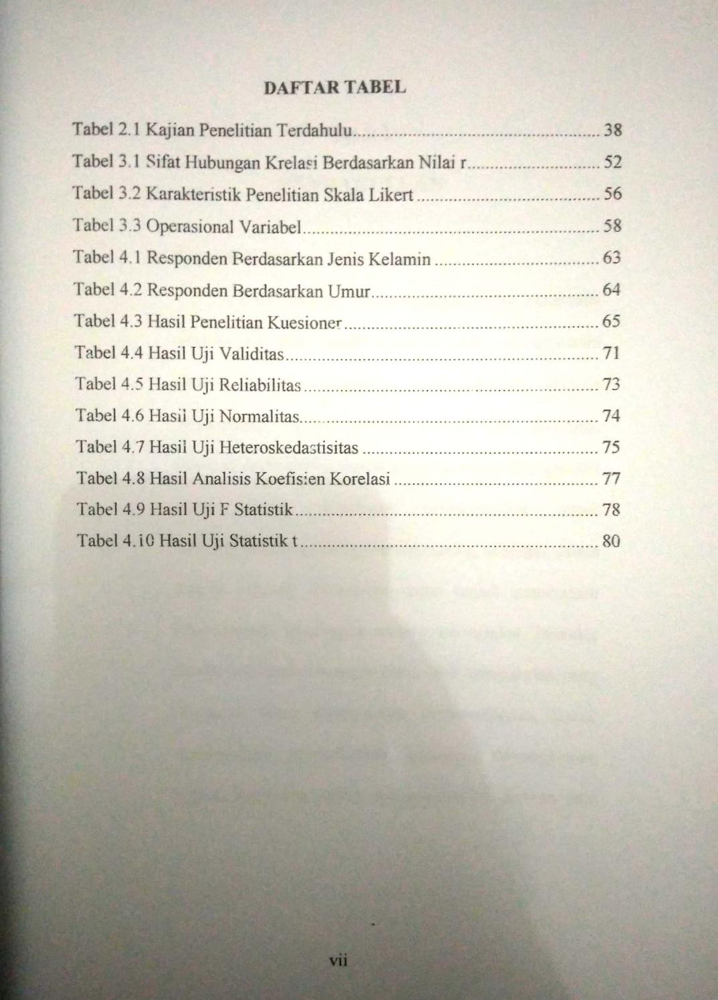 DAFTAR TABEL
Tabel 2.1 Kajian Penelitian Terdahulu........................................................ 38
Tabel 3.1 Sifat Hubungan Krelasi Berdasarkan Nilai r.............................. 52
Tabel 3.2 Karakteristik Penelitian Skala Likert ......................................... 56
Tabel 3.3 Operasional Variabel.................................................................. 58
Tabel 4.1 Responden Berdasarkan Jenis Kelamin ..................................... 63
Tabel 4.2 Responden Berdasarkan Umur................................................... 64
Tabel 4.3 Hasil Penelitian Kuesioner......................................................... 65
Tabel 4.4 Hasil Uji Validitas...................................................................... 71
Tabel 4.5 Hasil Uji Reliabilitas.................................................................. 73
Tabel 4.6 Hasil Uji Normalitas................................................................... 74
Tabel 4.7 Hasil Uji Heteroskedastisitas ..................................................... 75
Tabel 4.8 Hasil Analisis Koefisien Korelasi .............................................. 77
Tabel 4.9 Hasil Uji F Statistik.................................................................... 78
Tabel 4.10 Hasil Uji Statistik t................................................................... 80
vii